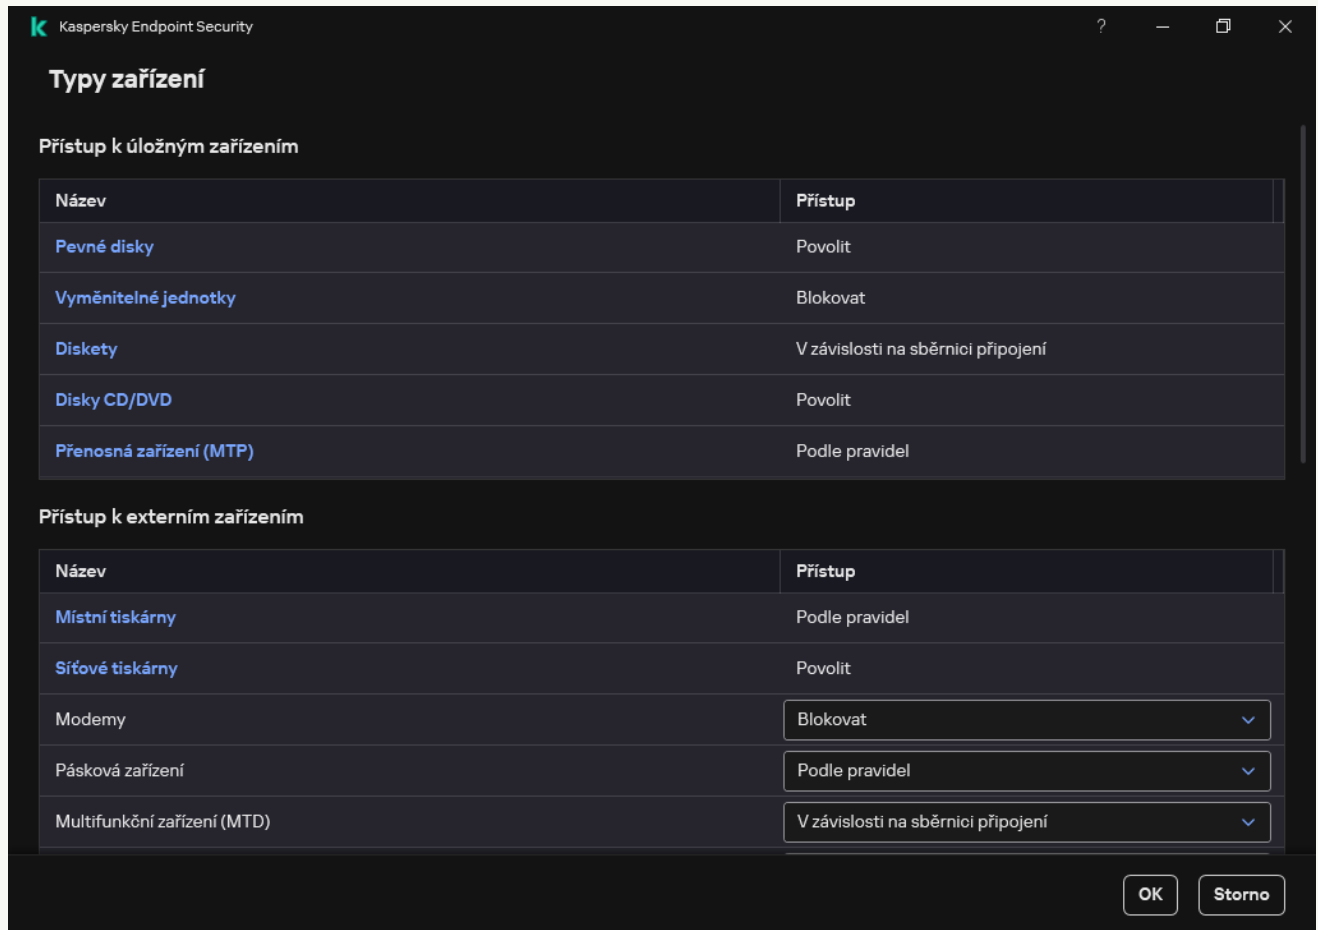 Kaspersky Endpoint Security
?
Typy zařízení
Přístup k úložným zařízením
Název Přístup
Pevné disky Povolit
Vyměnitelné jednotky Blokovat
Diskety V závislosti na sběrnici připojení
Disky CD/DVD Povolit
Přenosná zařízení (MTP) Podle pravidel
Přístup k externím zařízením
Název Přístup
Místní tiskárny Podle pravidel
Síťové tiskárny Povolit
Modemy Blokovat
Pásková zařízení Podle pravidel
Multifunkční zařízení (MTD) V závislosti na sběrnici připojení
OK Storno